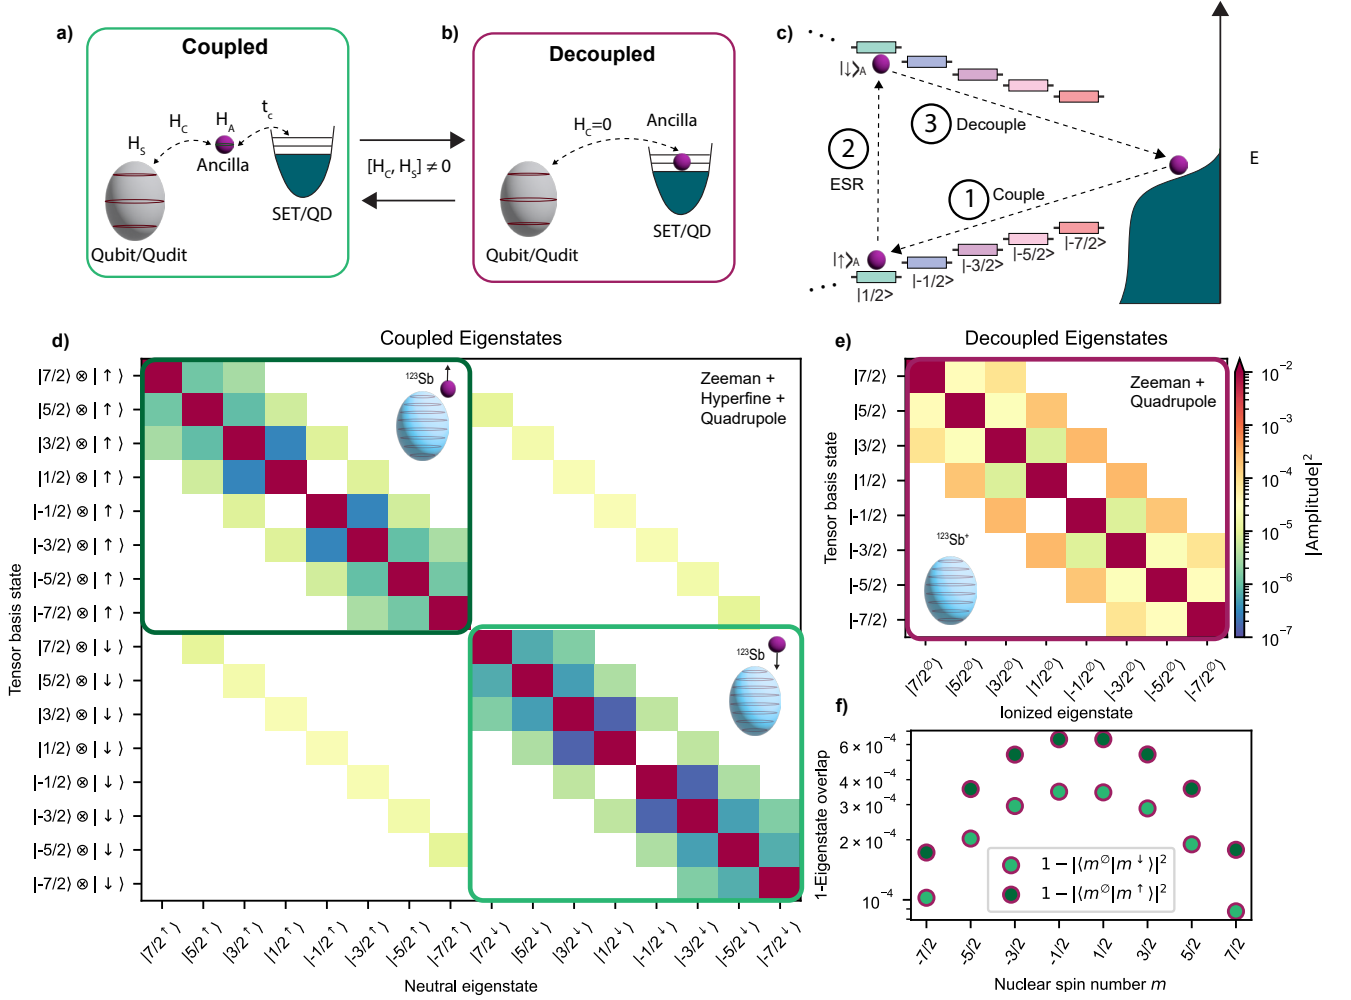 a)
Coupled
H_S
H_C
H_A
t_c
Ancilla
SET/QD
Qubit/Qudit
[H_C, H_S] ≠ 0
b)
Decoupled
H_C=0
Ancilla
SET/QD
Qubit/Qudit
c)
• • •
|↓⟩_A
3
Decouple
2
ESR
1
Couple
E
|↑⟩_A
• • •
|1/2>
|-1/2>
|-3/2>
|-5/2>
|-7/2>
d)
Coupled Eigenstates
Tensor basis state
|7/2⟩ ⊗ | ↑ ⟩
|5/2⟩ ⊗ | ↑ ⟩
|3/2⟩ ⊗ | ↑ ⟩
|1/2⟩ ⊗ | ↑ ⟩
|-1/2⟩ ⊗ | ↑ ⟩
|-3/2⟩ ⊗ | ↑ ⟩
|-5/2⟩ ⊗ | ↑ ⟩
|-7/2⟩ ⊗ | ↑ ⟩
|7/2⟩ ⊗ | ↓ ⟩
|5/2⟩ ⊗ | ↓ ⟩
|3/2⟩ ⊗ | ↓ ⟩
|1/2⟩ ⊗ | ↓ ⟩
|-1/2⟩ ⊗ | ↓ ⟩
|-3/2⟩ ⊗ | ↓ ⟩
|-5/2⟩ ⊗ | ↓ ⟩
|-7/2⟩ ⊗ | ↓ ⟩
¹²³Sb
Zeeman +
Hyperfine +
Quadrupole
¹²³Sb
|7/2^↑⟩
|5/2^↑⟩
|3/2^↑⟩
|1/2^↑⟩
|-1/2^↑⟩
|-3/2^↑⟩
|-5/2^↑⟩
|-7/2^↑⟩
|7/2^↓⟩
|5/2^↓⟩
|3/2^↓⟩
|1/2^↓⟩
|-1/2^↓⟩
|-3/2^↓⟩
|-5/2^↓⟩
|-7/2^↓⟩
Neutral eigenstate
e)
Decoupled Eigenstates
Tensor basis state
|7/2⟩
|5/2⟩
|3/2⟩
|1/2⟩
|-1/2⟩
|-3/2⟩
|-5/2⟩
|-7/2⟩
Zeeman +
Quadrupole
¹²³Sb⁺
10⁻²
10⁻³
10⁻⁴
10⁻⁵
10⁻⁶
10⁻⁷
|Amplitude|²
|7/2^∅⟩
|5/2^∅⟩
|3/2^∅⟩
|1/2^∅⟩
|-1/2^∅⟩
|-3/2^∅⟩
|-5/2^∅⟩
|-7/2^∅⟩
Ionized eigenstate
f)
1-Eigenstate overlap
6 × 10⁻⁴
4 × 10⁻⁴
3 × 10⁻⁴
2 × 10⁻⁴
10⁻⁴
1 − |⟨m^∅|m^↓⟩|²
1 − |⟨m^∅|m^↑⟩|²
-7/2
-5/2
-3/2
-1/2
1/2
3/2
5/2
7/2
Nuclear spin number m